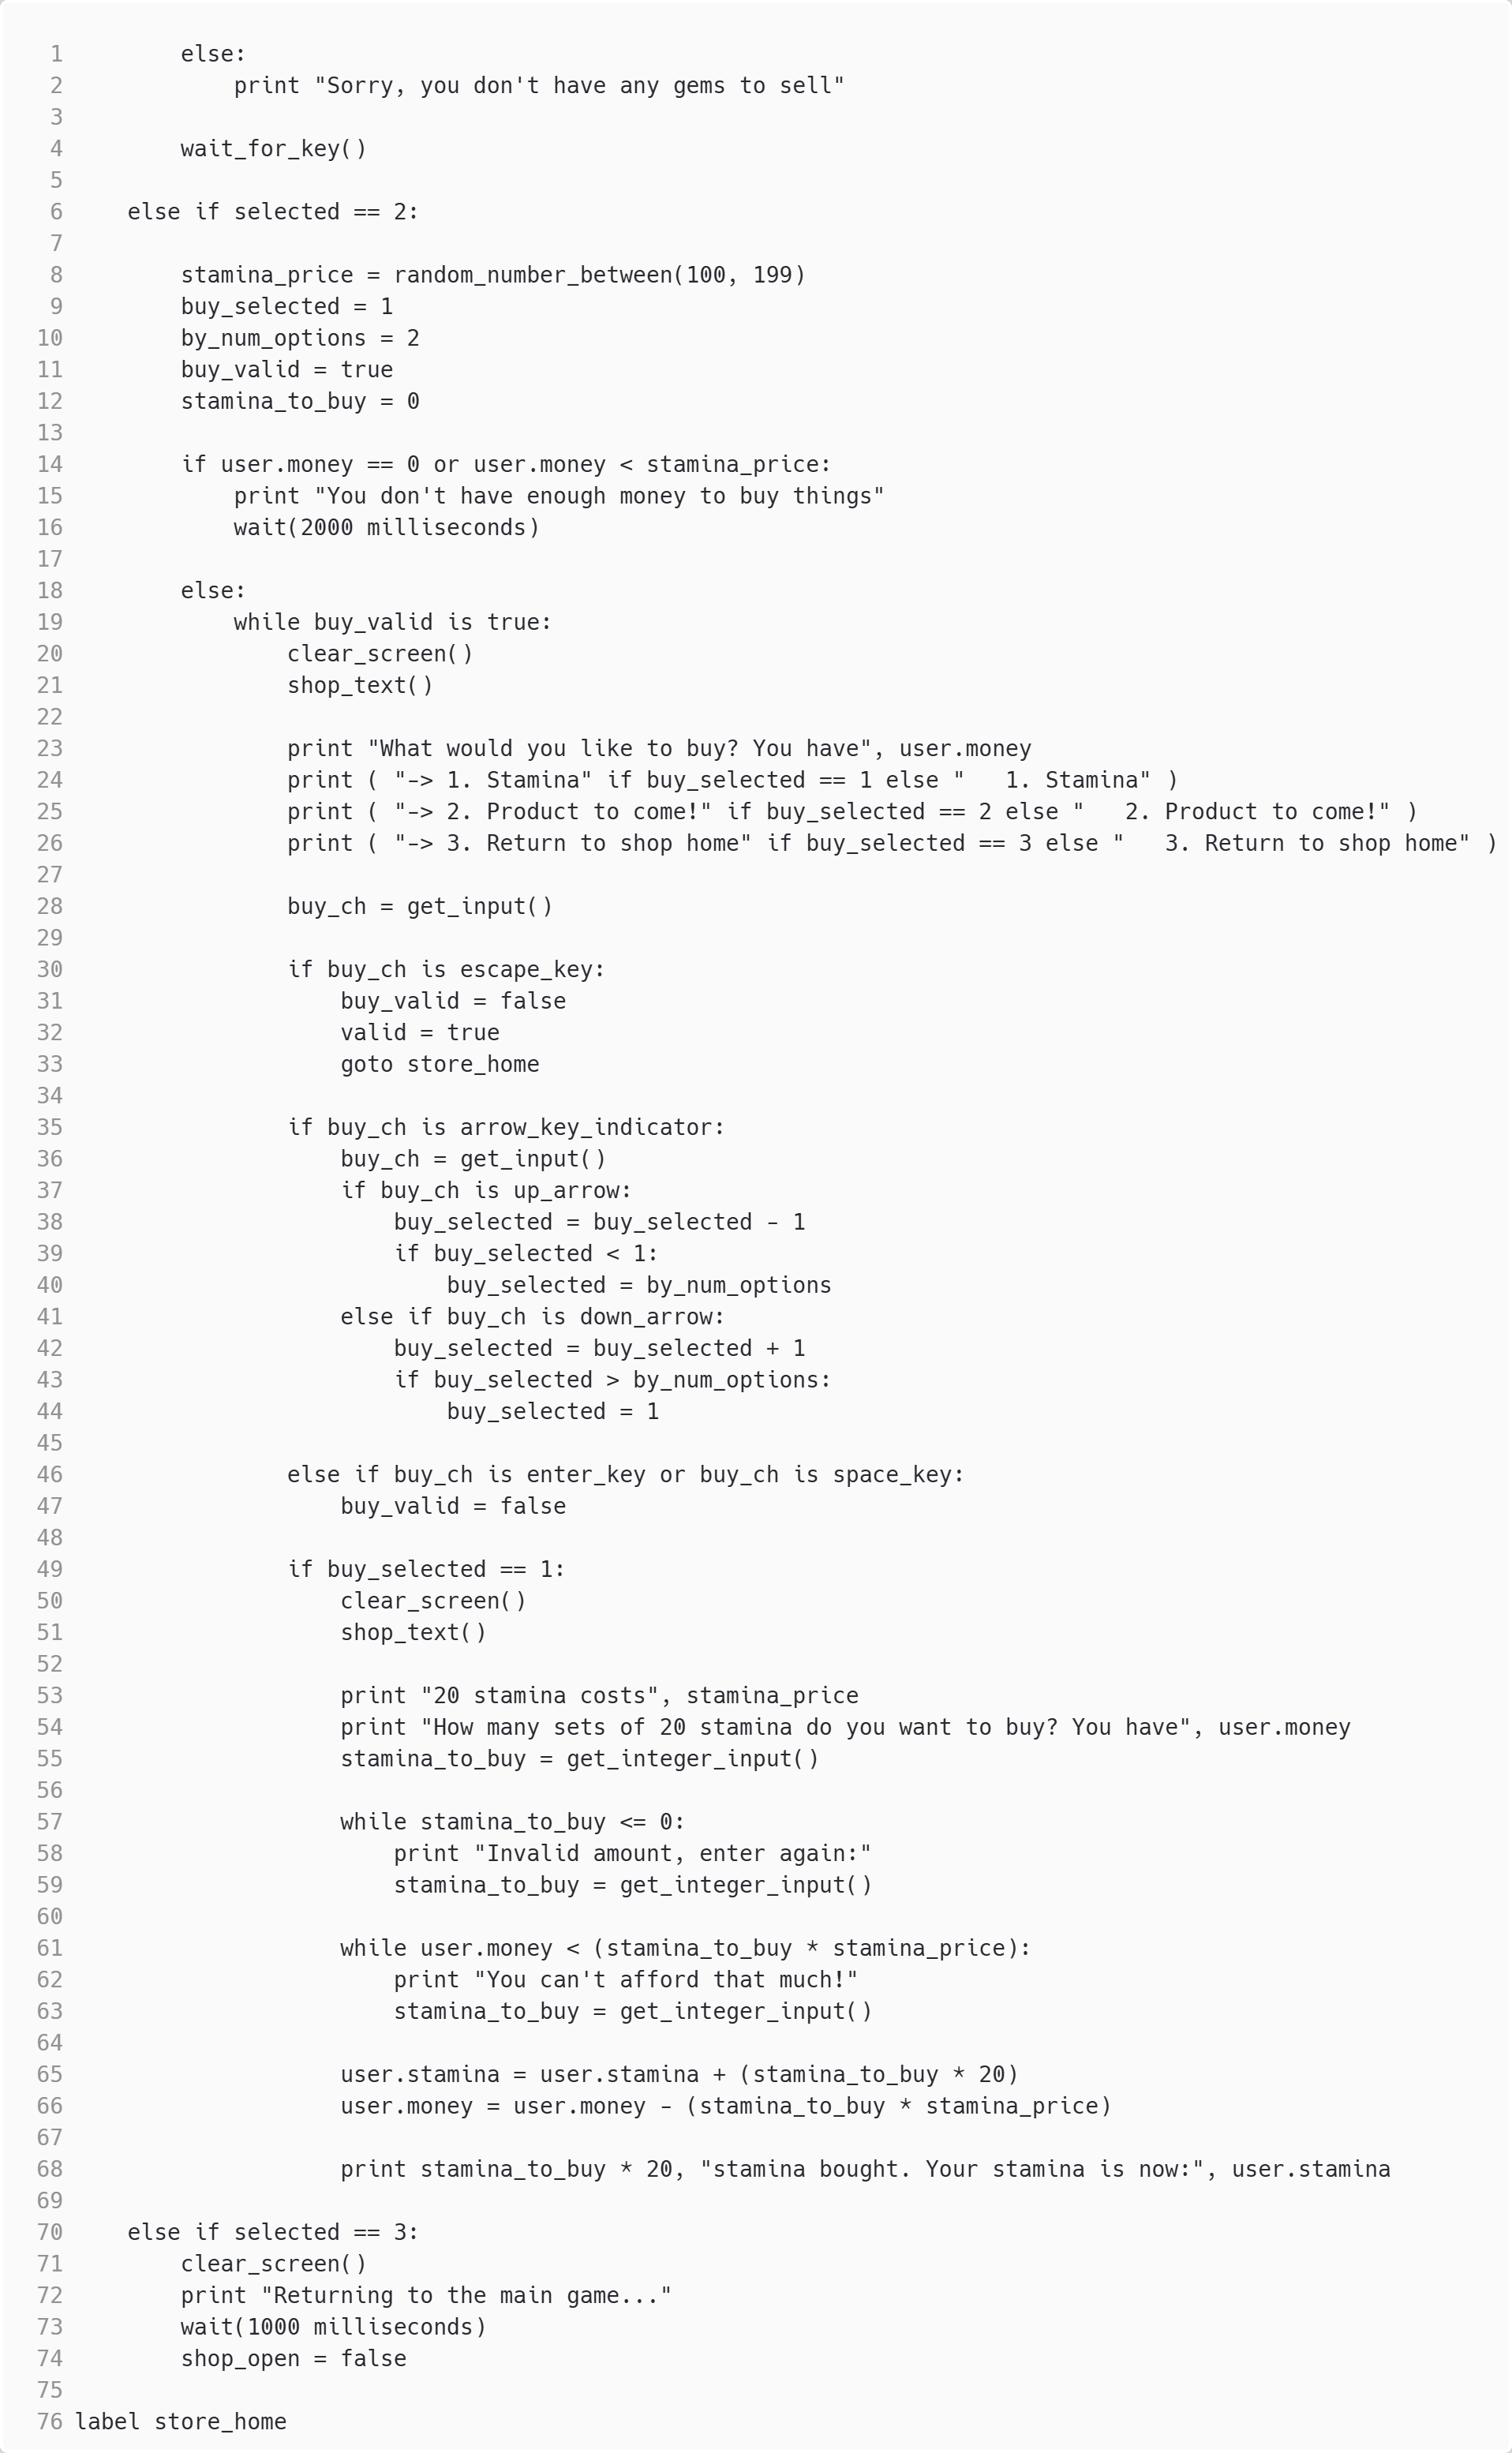 1 else:
2 print "Sorry, you don't have any gems to sell"
3
4 wait_for_key()
5
6 else if selected == 2:
7
8 stamina_price = random_number_between(100, 199)
9 buy_selected = 1
10 by_num_options = 2
11 buy_valid = true
12 stamina_to_buy = 0
13
14 if user.money == 0 or user.money < stamina_price:
15 print "You don't have enough money to buy things"
16 wait(2000 milliseconds)
17
18 else:
19 while buy_valid is true:
20 clear_screen()
21 shop_text()
22
23 print "What would you like to buy? You have", user.money
24 print ( "-> 1. Stamina" if buy_selected == 1 else "   1. Stamina" )
25 print ( "-> 2. Product to come!" if buy_selected == 2 else "   2. Product to come!" )
26 print ( "-> 3. Return to shop home" if buy_selected == 3 else "   3. Return to shop home" )
27
28 buy_ch = get_input()
29
30 if buy_ch is escape_key:
31 buy_valid = false
32 valid = true
33 goto store_home
34
35 if buy_ch is arrow_key_indicator:
36 buy_ch = get_input()
37 if buy_ch is up_arrow:
38 buy_selected = buy_selected - 1
39 if buy_selected < 1:
40 buy_selected = by_num_options
41 else if buy_ch is down_arrow:
42 buy_selected = buy_selected + 1
43 if buy_selected > by_num_options:
44 buy_selected = 1
45
46 else if buy_ch is enter_key or buy_ch is space_key:
47 buy_valid = false
48
49 if buy_selected == 1:
50 clear_screen()
51 shop_text()
52
53 print "20 stamina costs", stamina_price
54 print "How many sets of 20 stamina do you want to buy? You have", user.money
55 stamina_to_buy = get_integer_input()
56
57 while stamina_to_buy <= 0:
58 print "Invalid amount, enter again:"
59 stamina_to_buy = get_integer_input()
60
61 while user.money < (stamina_to_buy * stamina_price):
62 print "You can't afford that much!"
63 stamina_to_buy = get_integer_input()
64
65 user.stamina = user.stamina + (stamina_to_buy * 20)
66 user.money = user.money - (stamina_to_buy * stamina_price)
67
68 print stamina_to_buy * 20, "stamina bought. Your stamina is now:", user.stamina
69
70 else if selected == 3:
71 clear_screen()
72 print "Returning to the main game..."
73 wait(1000 milliseconds)
74 shop_open = false
75
76 label store_home